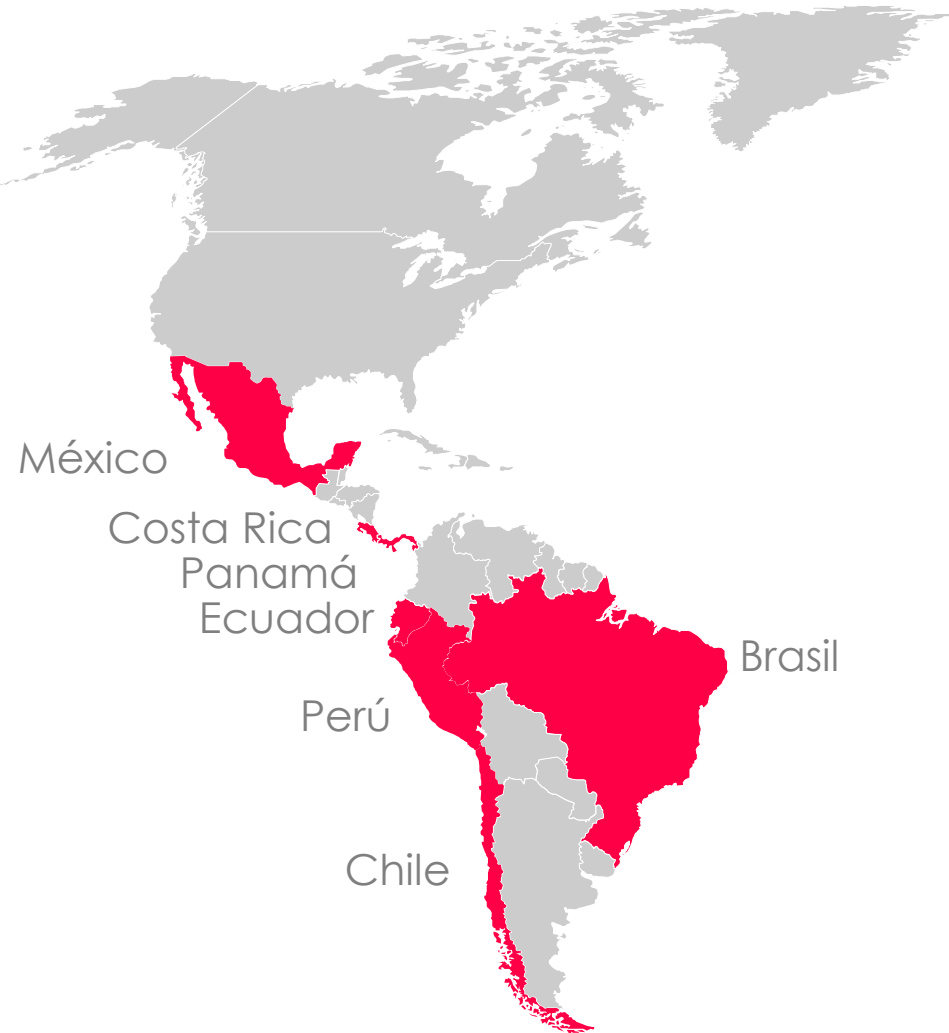 México
Costa Rica
Panamá
Ecuador
Brasil
Perú
Chile